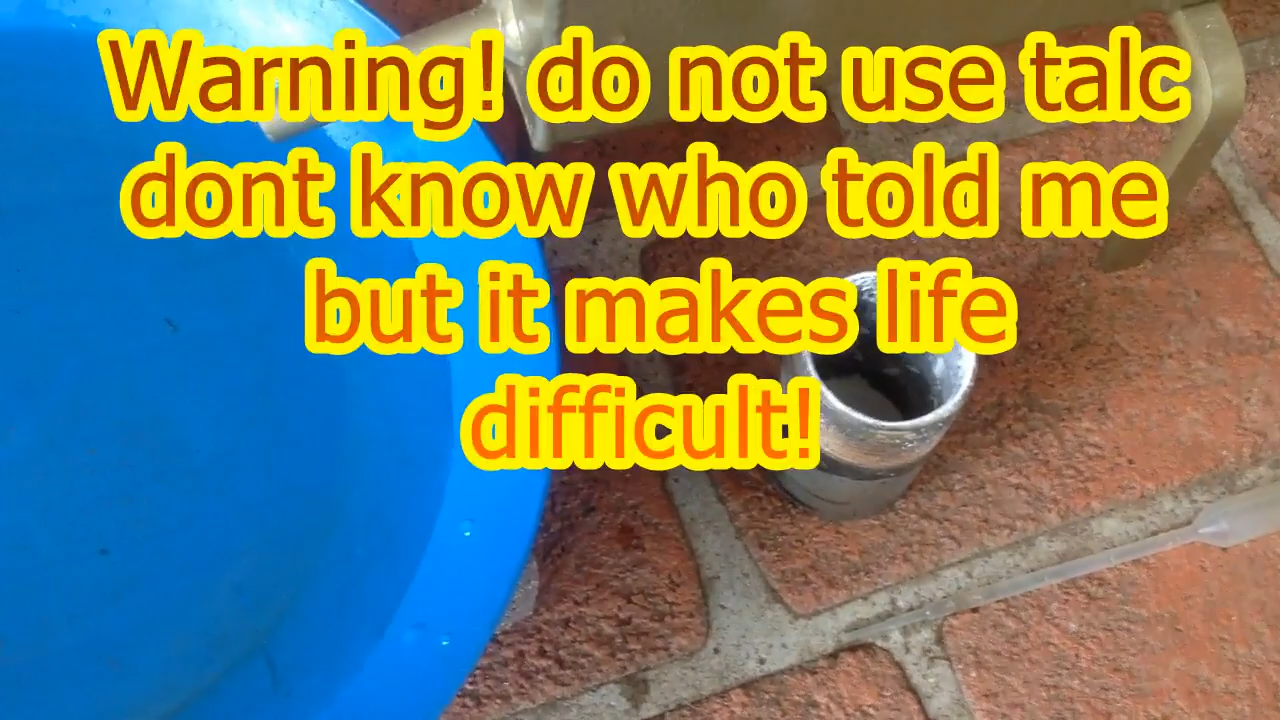 Warning! do not use talc
dont know who told me
but it makes life
difficult!